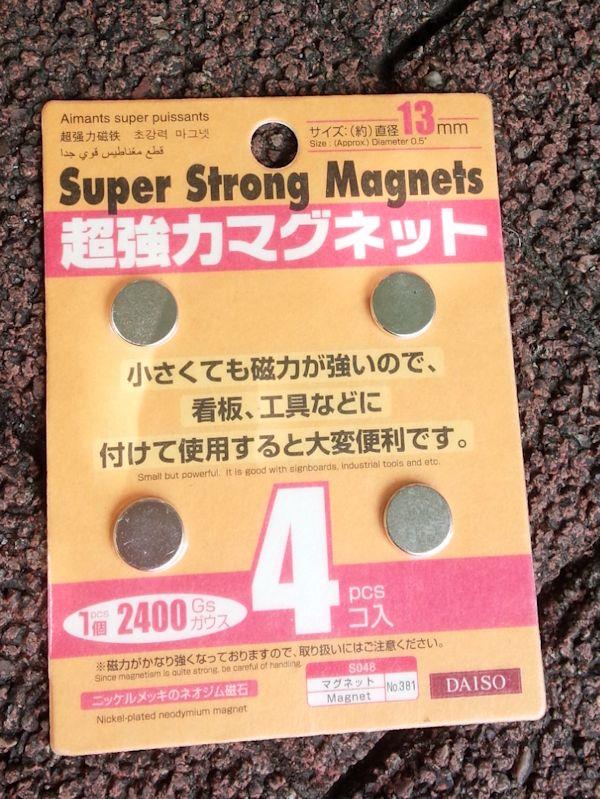 Aimants super puissants
超强力磁铁 초강력 마그넷
قطع مغناطيس قوي جدا
サイズ:(約)直径13mm
Size : (Approx.) Diameter 0.5"
Super Strong Magnets
超強力マグネット
小さくても磁力が強いので、
看板、工具などに
付けて使用すると大変便利です。
Small but powerful. It is good with signboards, industrial tools and etc.
4 pcs
コ入
1pcs
個 2400 Gs
ガウス
※磁力がかなり強くなっておりますので、取り扱いにはご注意ください。
Since magnetism is quite strong, be careful of handling.
ニッケルメッキのネオジム磁石
Nickel-plated neodymium magnet
S048
マグネット
Magnet
No.381
DAISO